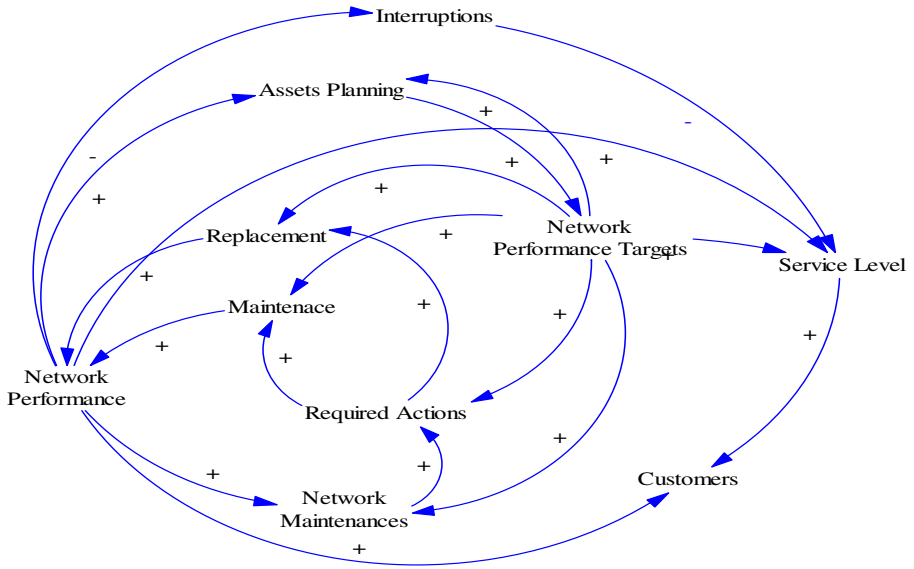 Interruptions
Assets Planning
+
-
-
+
+
+
+
Replacement
Network
Performance Targets
+
+
Service Level
+
Maintenace
+
+
+
+
+
Network
Performance
Required Actions
+
+
+
Network
Maintenances
Customers
+